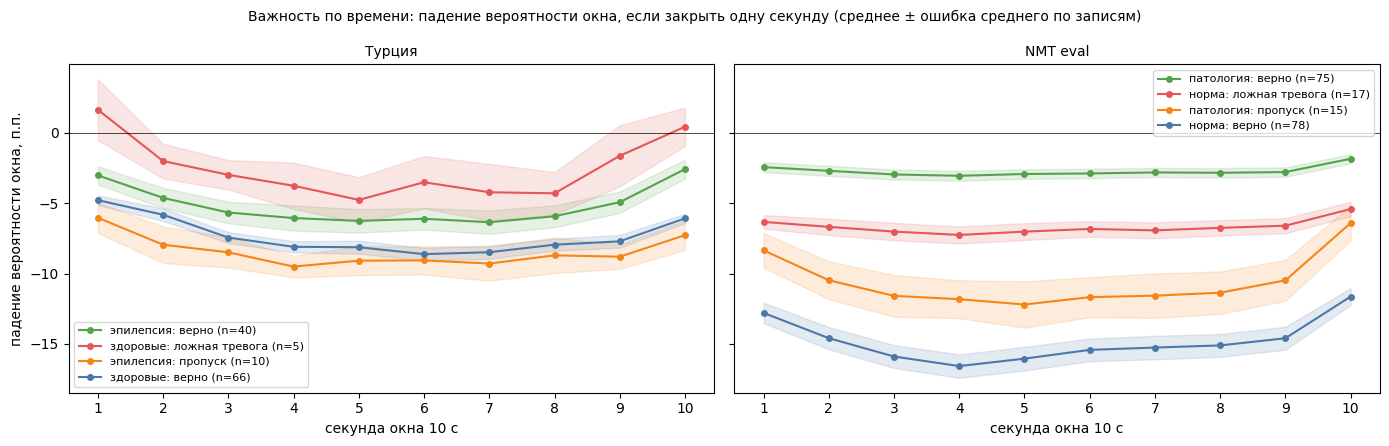 Важность по времени: падение вероятности окна, если закрыть одну секунду (среднее ± ошибка среднего по записям)
Турция
падение вероятности окна, п.п.
0
−5
−10
−15
эпилепсия: верно (n=40)
здоровые: ложная тревога (n=5)
эпилепсия: пропуск (n=10)
здоровые: верно (n=66)
1 2 3 4 5 6 7 8 9 10
секунда окна 10 с
NMT eval
патология: верно (n=75)
норма: ложная тревога (n=17)
патология: пропуск (n=15)
норма: верно (n=78)
1 2 3 4 5 6 7 8 9 10
секунда окна 10 с